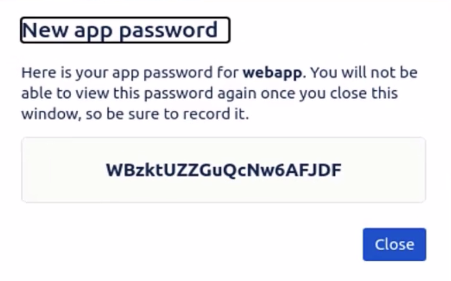 New app password
Here is your app password for webapp. You will not be
able to view this password again once you close this
window, so be sure to record it.
WBzktUZZGuQcNw6AFJDF
Close